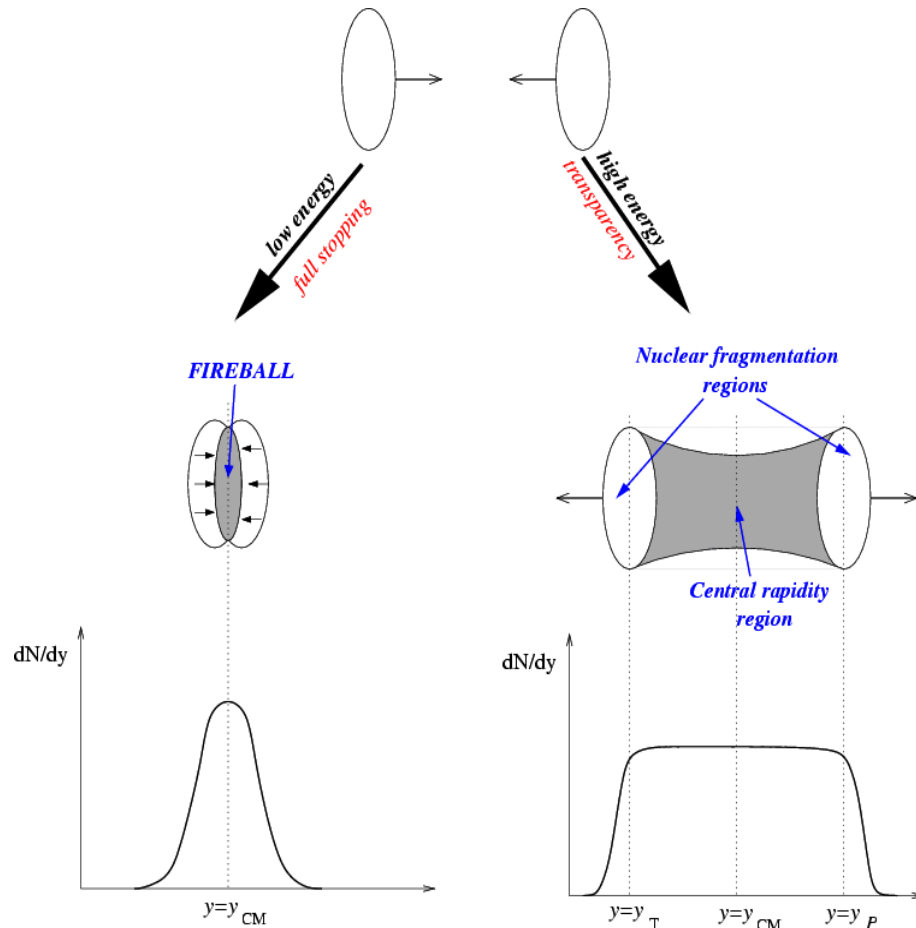 low energy
full stopping
high energy
transparency
FIREBALL
Nuclear fragmentation
regions
Central rapidity
region
dN/dy
y=y CM
dN/dy
y=y T
y=y CM
y=y P